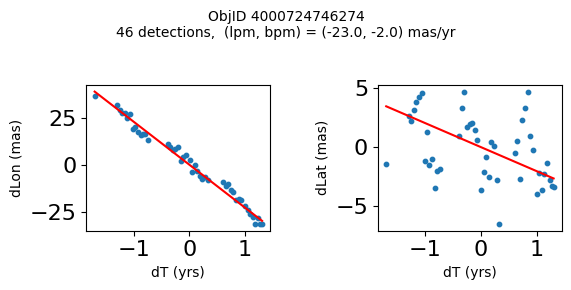 ObjID 4000724746274
46 detections,  (lpm, bpm) = (-23.0, -2.0) mas/yr
dLon (mas)
25
0
−25
−1
0
1
dT (yrs)
dLat (mas)
5
0
−5
−1
0
1
dT (yrs)